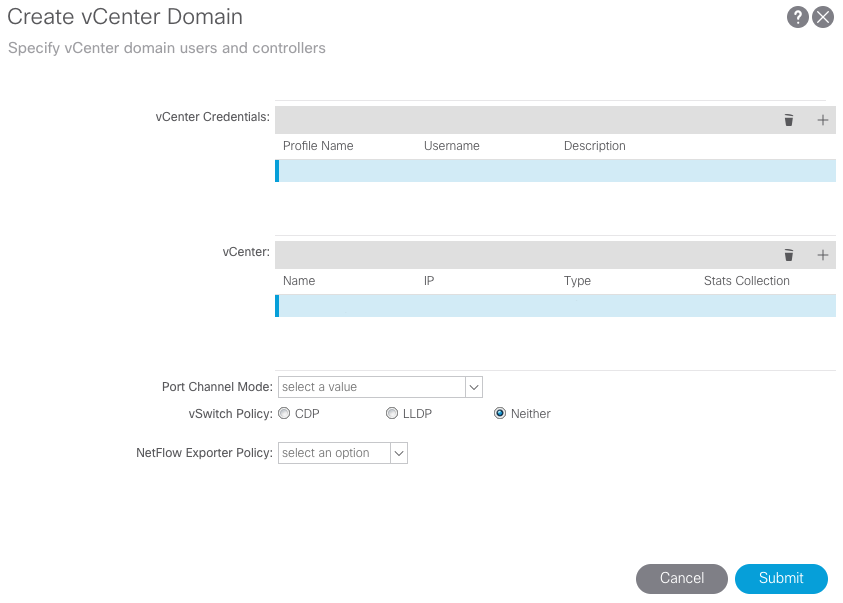 Create vCenter Domain
Specify vCenter domain users and controllers
vCenter Credentials:
Profile Name Username Description
vCenter:
Name IP Type Stats Collection
Port Channel Mode: select a value
vSwitch Policy: CDP LLDP Neither
NetFlow Exporter Policy: select an option
Cancel Submit